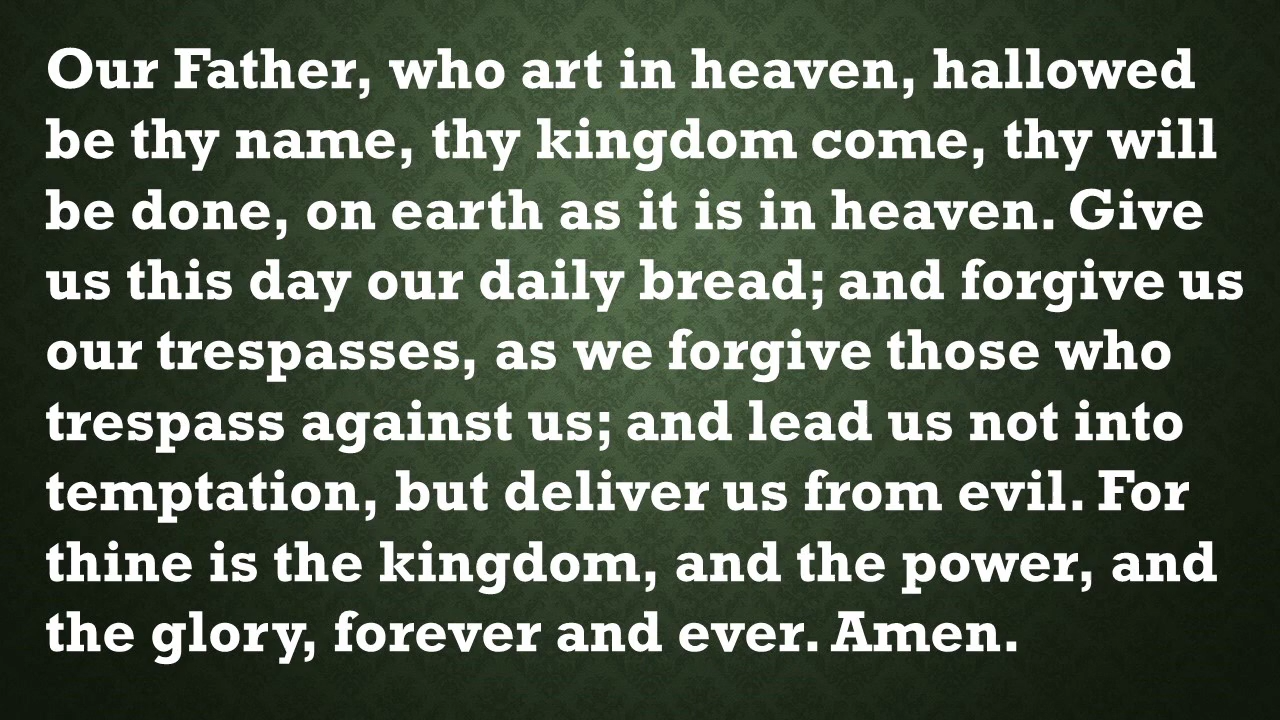 Our Father, who art in heaven, hallowed
be thy name, thy kingdom come, thy will
be done, on earth as it is in heaven. Give
us this day our daily bread; and forgive us
our trespasses, as we forgive those who
trespass against us; and lead us not into
temptation, but deliver us from evil. For
thine is the kingdom, and the power, and
the glory, forever and ever. Amen.